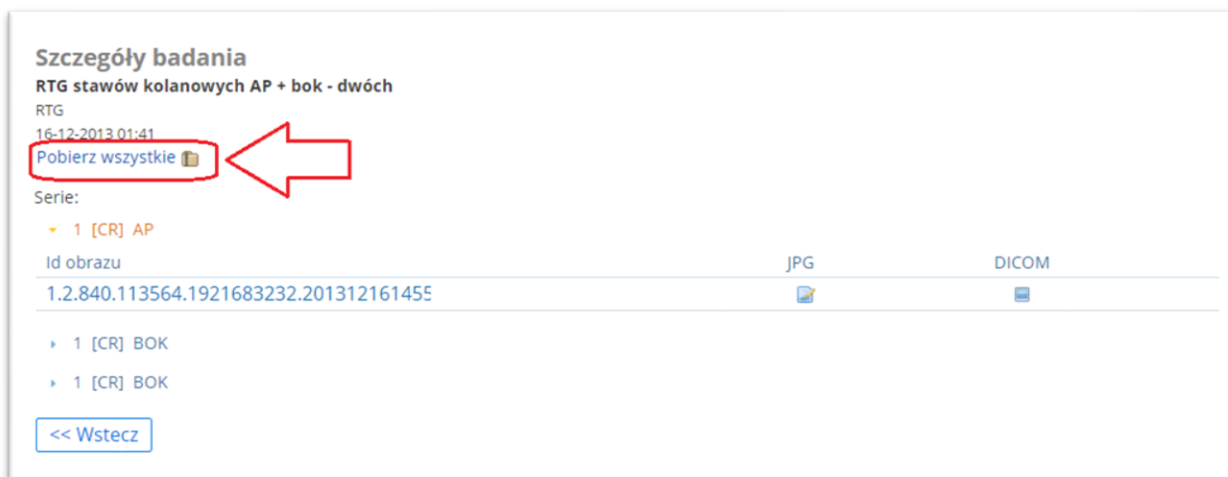 Szczegóły badania
RTG stawów kolanowych AP + bok - dwóch
RTG
16-12-2013 01:41
Pobierz wszystkie
Serie:
1 [CR] AP
Id obrazu JPG DICOM
1.2.840.113564.1921683232.201312161455
1 [CR] BOK
1 [CR] BOK
<< Wstecz